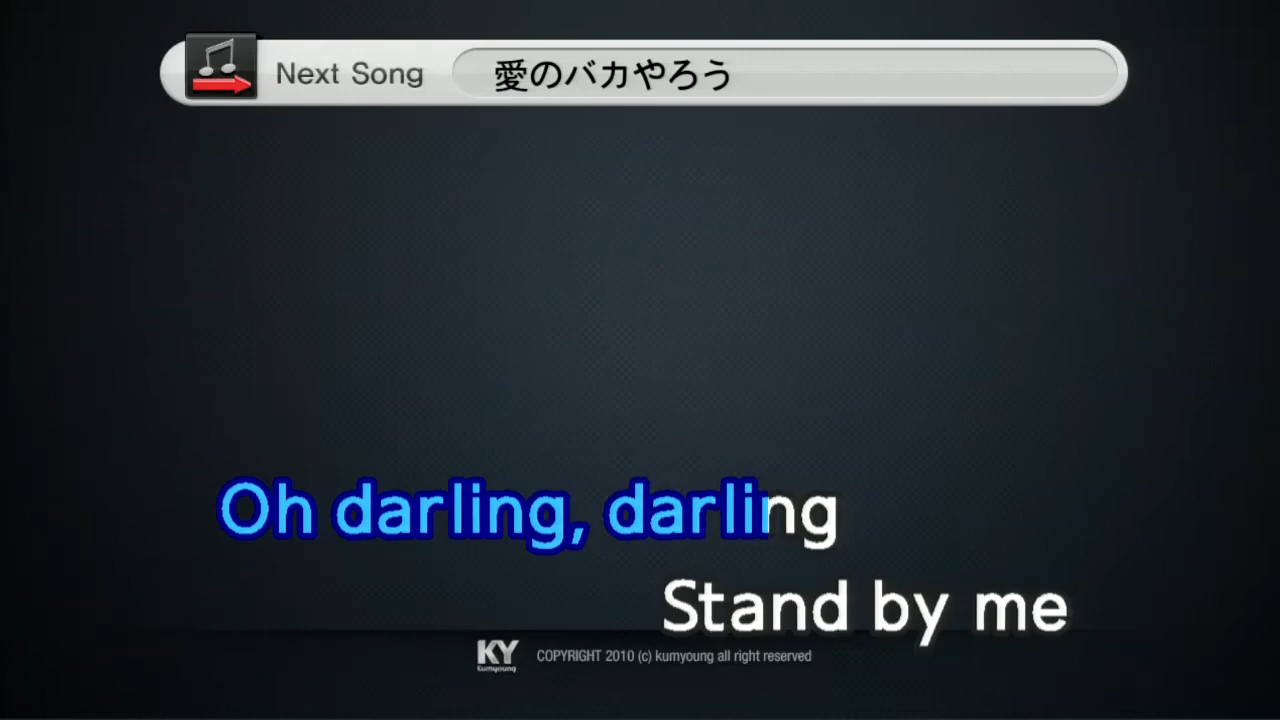 Next Song 愛のバカやろう
Oh darling, darling
Stand by me
KY kumyoung COPYRIGHT 2010 (c) kumyoung all right reserved